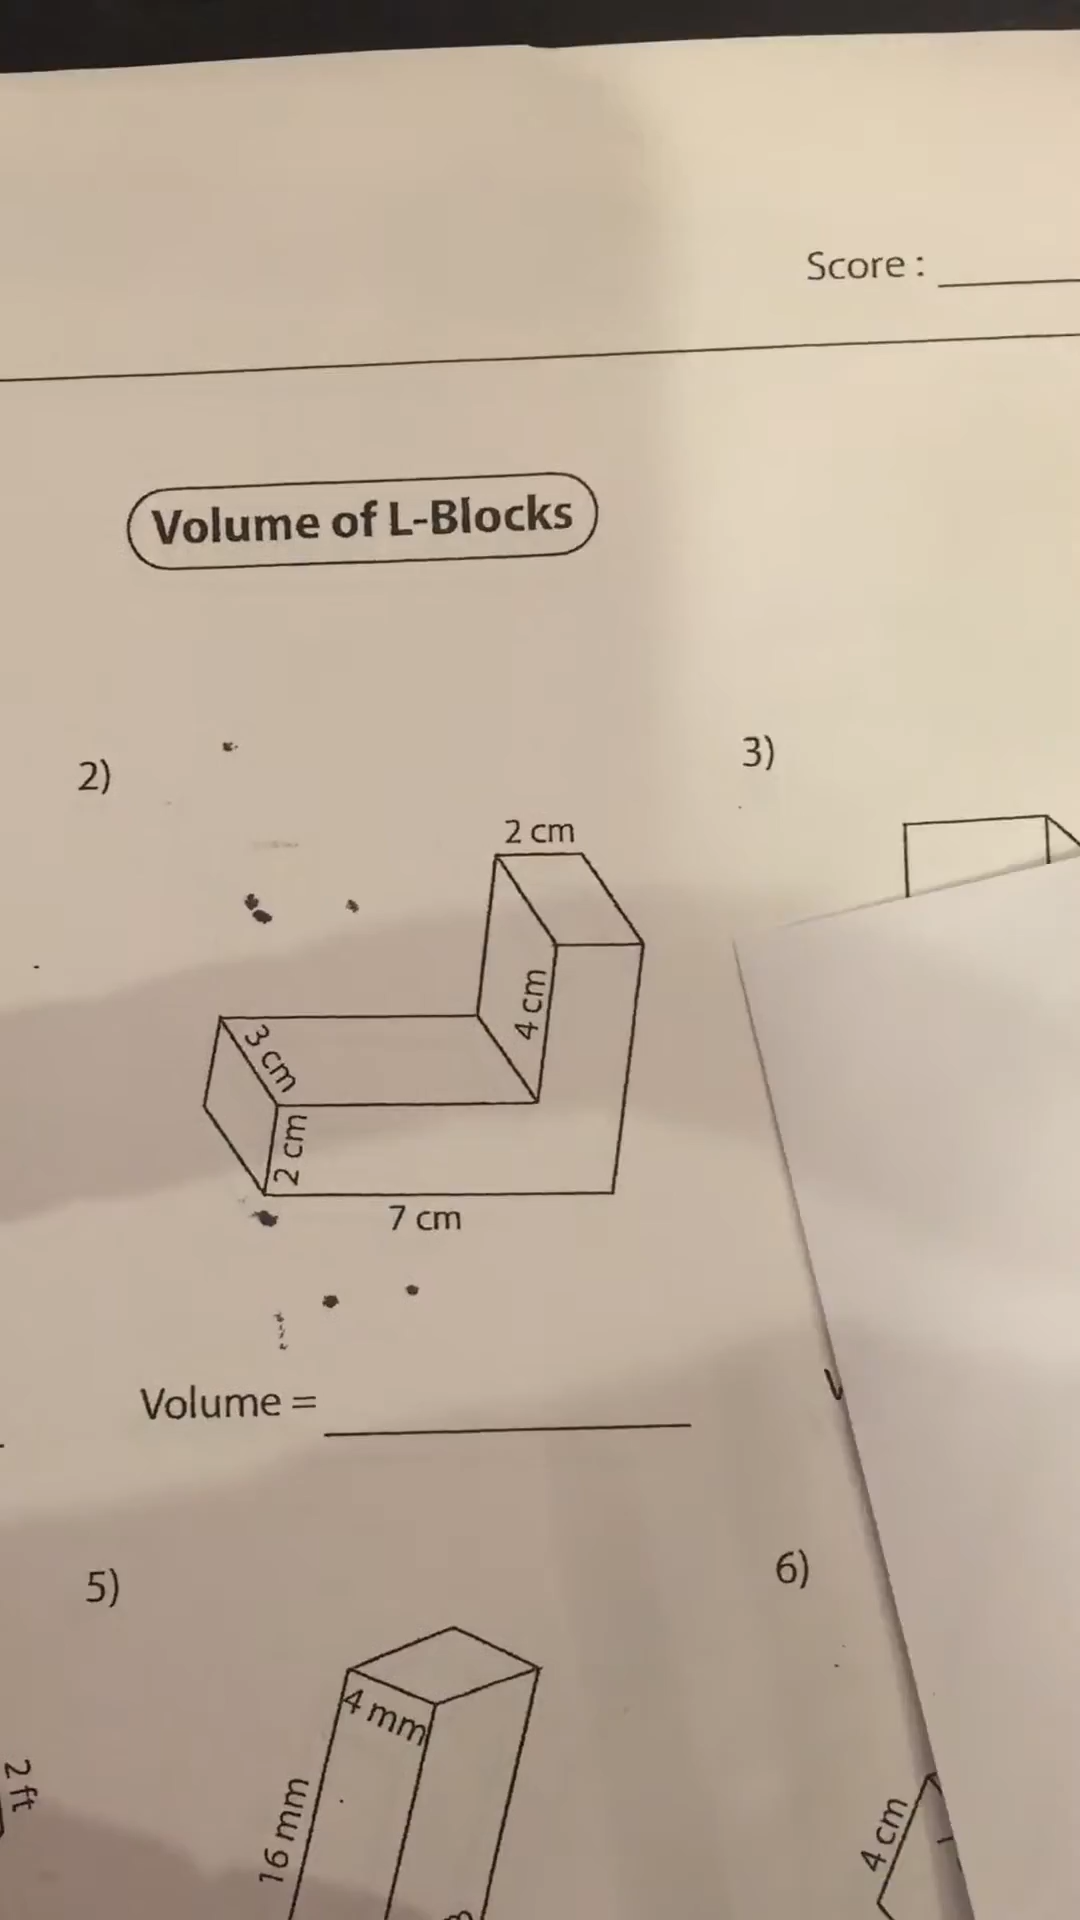 Score :
Volume of L-Blocks
2)
3)
2 cm
4 cm
3 cm
2 cm
7 cm
Volume =
5)
6)
4 mm
2 ft
16 mm
4 cm